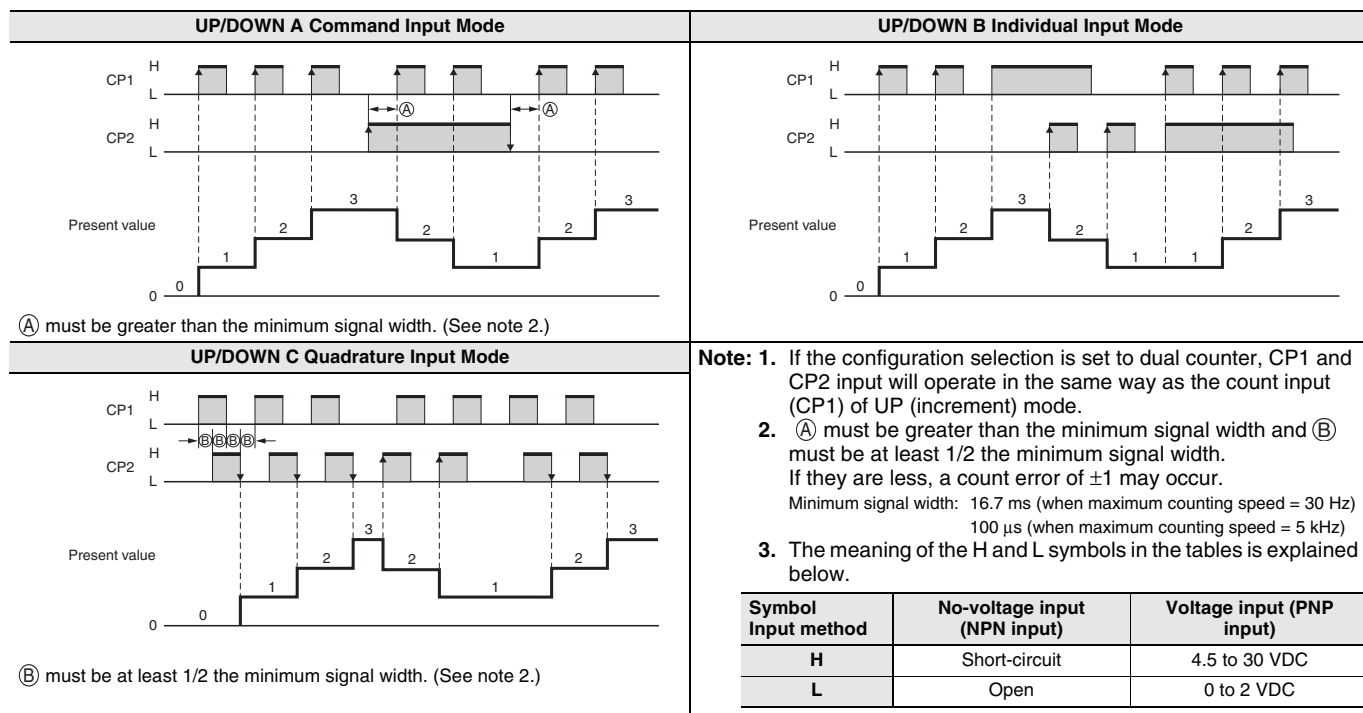 UP/DOWN A Command Input Mode
CP1
H
L
Ⓐ Ⓐ
CP2
H
L
Present value
0
0
1
2
3
2
1
2
3
Ⓐ must be greater than the minimum signal width. (See note 2.)
UP/DOWN B Individual Input Mode
CP1
H
L
CP2
H
L
Present value
0
0
1
2
3
2
1
1
2
3
UP/DOWN C Quadrature Input Mode
CP1
H
L
Ⓑ Ⓑ Ⓑ Ⓑ
CP2
H
L
Present value
0
0
1
2
3
2
1
2
3
Ⓑ must be at least 1/2 the minimum signal width. (See note 2.)
Note: 1. If the configuration selection is set to dual counter, CP1 and
CP2 input will operate in the same way as the count input
(CP1) of UP (increment) mode.
2. Ⓐ must be greater than the minimum signal width and Ⓑ
must be at least 1/2 the minimum signal width.
If they are less, a count error of ±1 may occur.
Minimum signal width: 16.7 ms (when maximum counting speed = 30 Hz)
100 μs (when maximum counting speed = 5 kHz)
3. The meaning of the H and L symbols in the tables is explained
below.
Symbol
Input method
No-voltage input
(NPN input)
Voltage input (PNP
input)
H Short-circuit 4.5 to 30 VDC
L Open 0 to 2 VDC